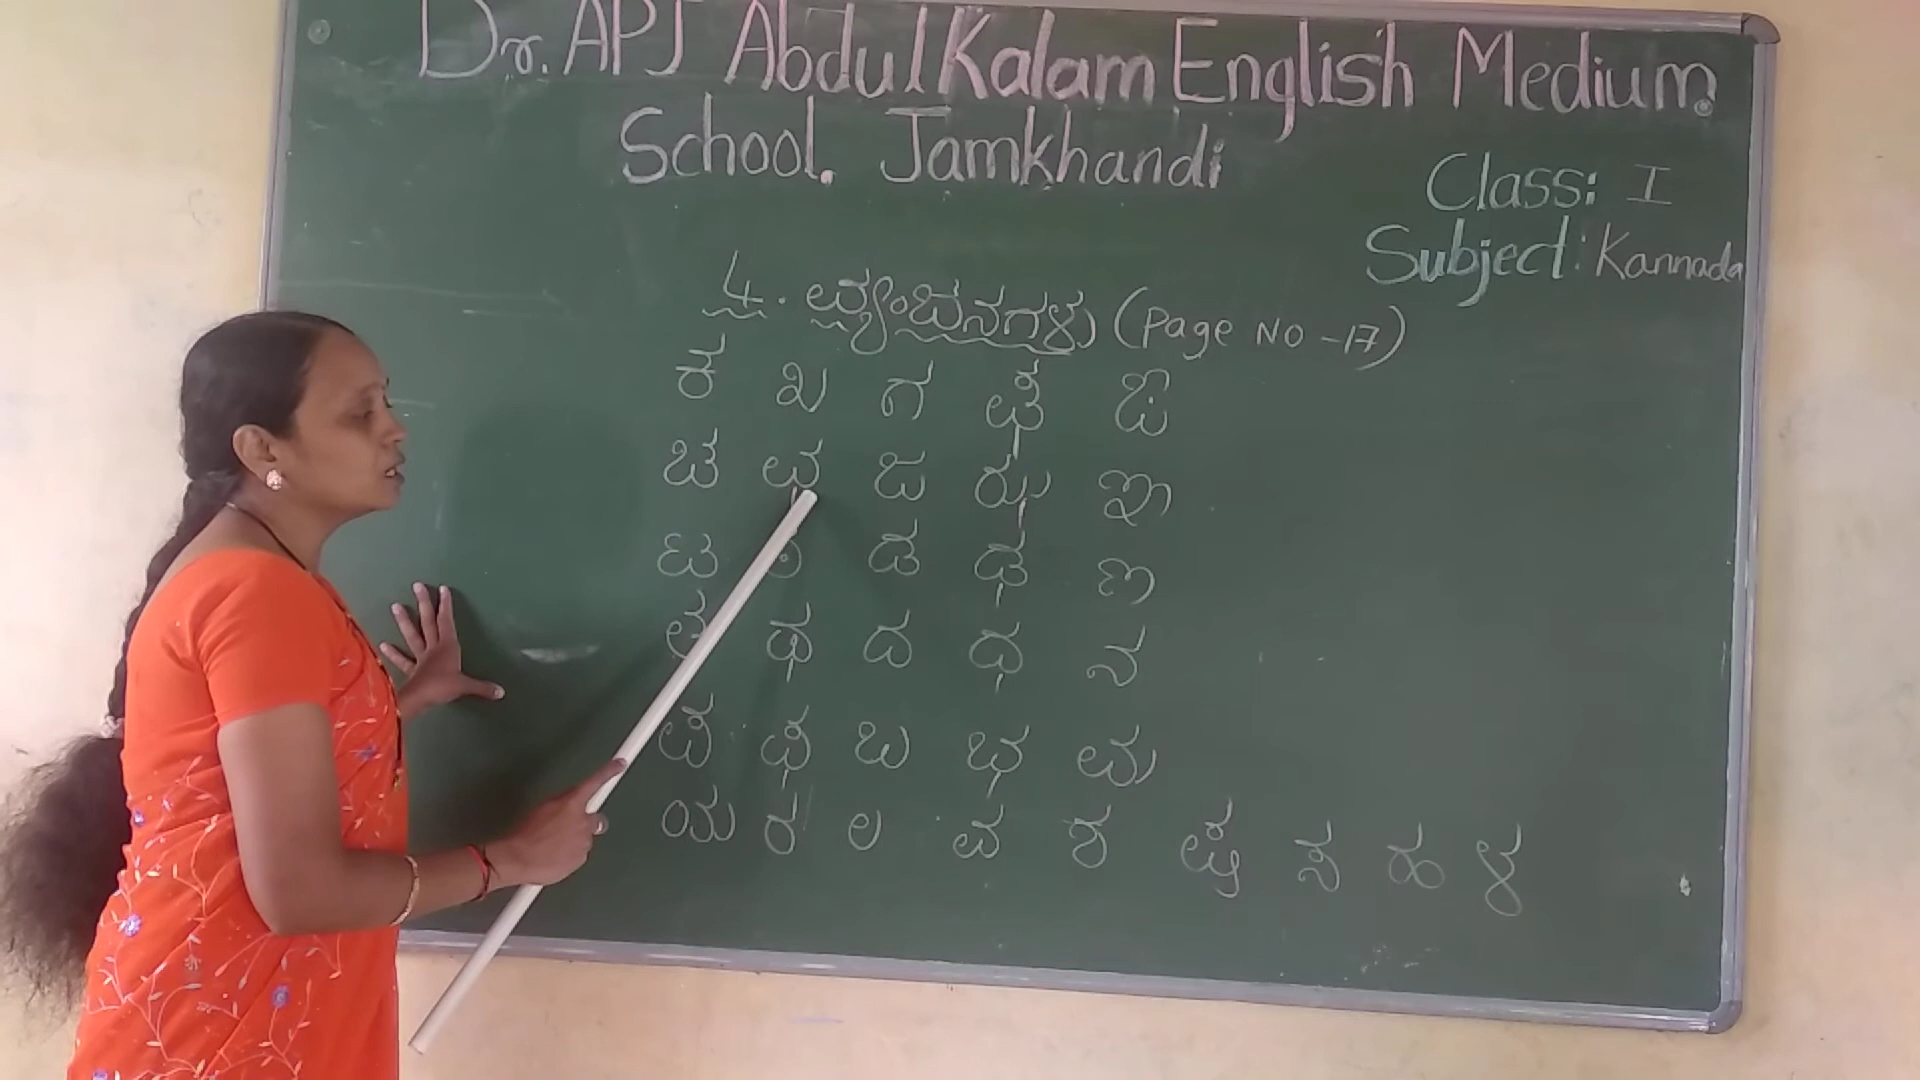 Dr. APJ Abdul Kalam English Medium
School, Jamkhandi
Class: I
Subject: Kannada
4. ವ್ಯಂಜನಗಳು (Page No - 17)
ಕ ಖ ಗ ಘ ಙ
ಚ ಛ ಜ ಝ ಞ
ಟ ಠ ಡ ಢ ಣ
ತ ಥ ದ ಧ ನ
ಪ ಫ ಬ ಭ ಮ
ಯ ರ ಲ ವ ಶ ಷ ಸ ಹ ಳ